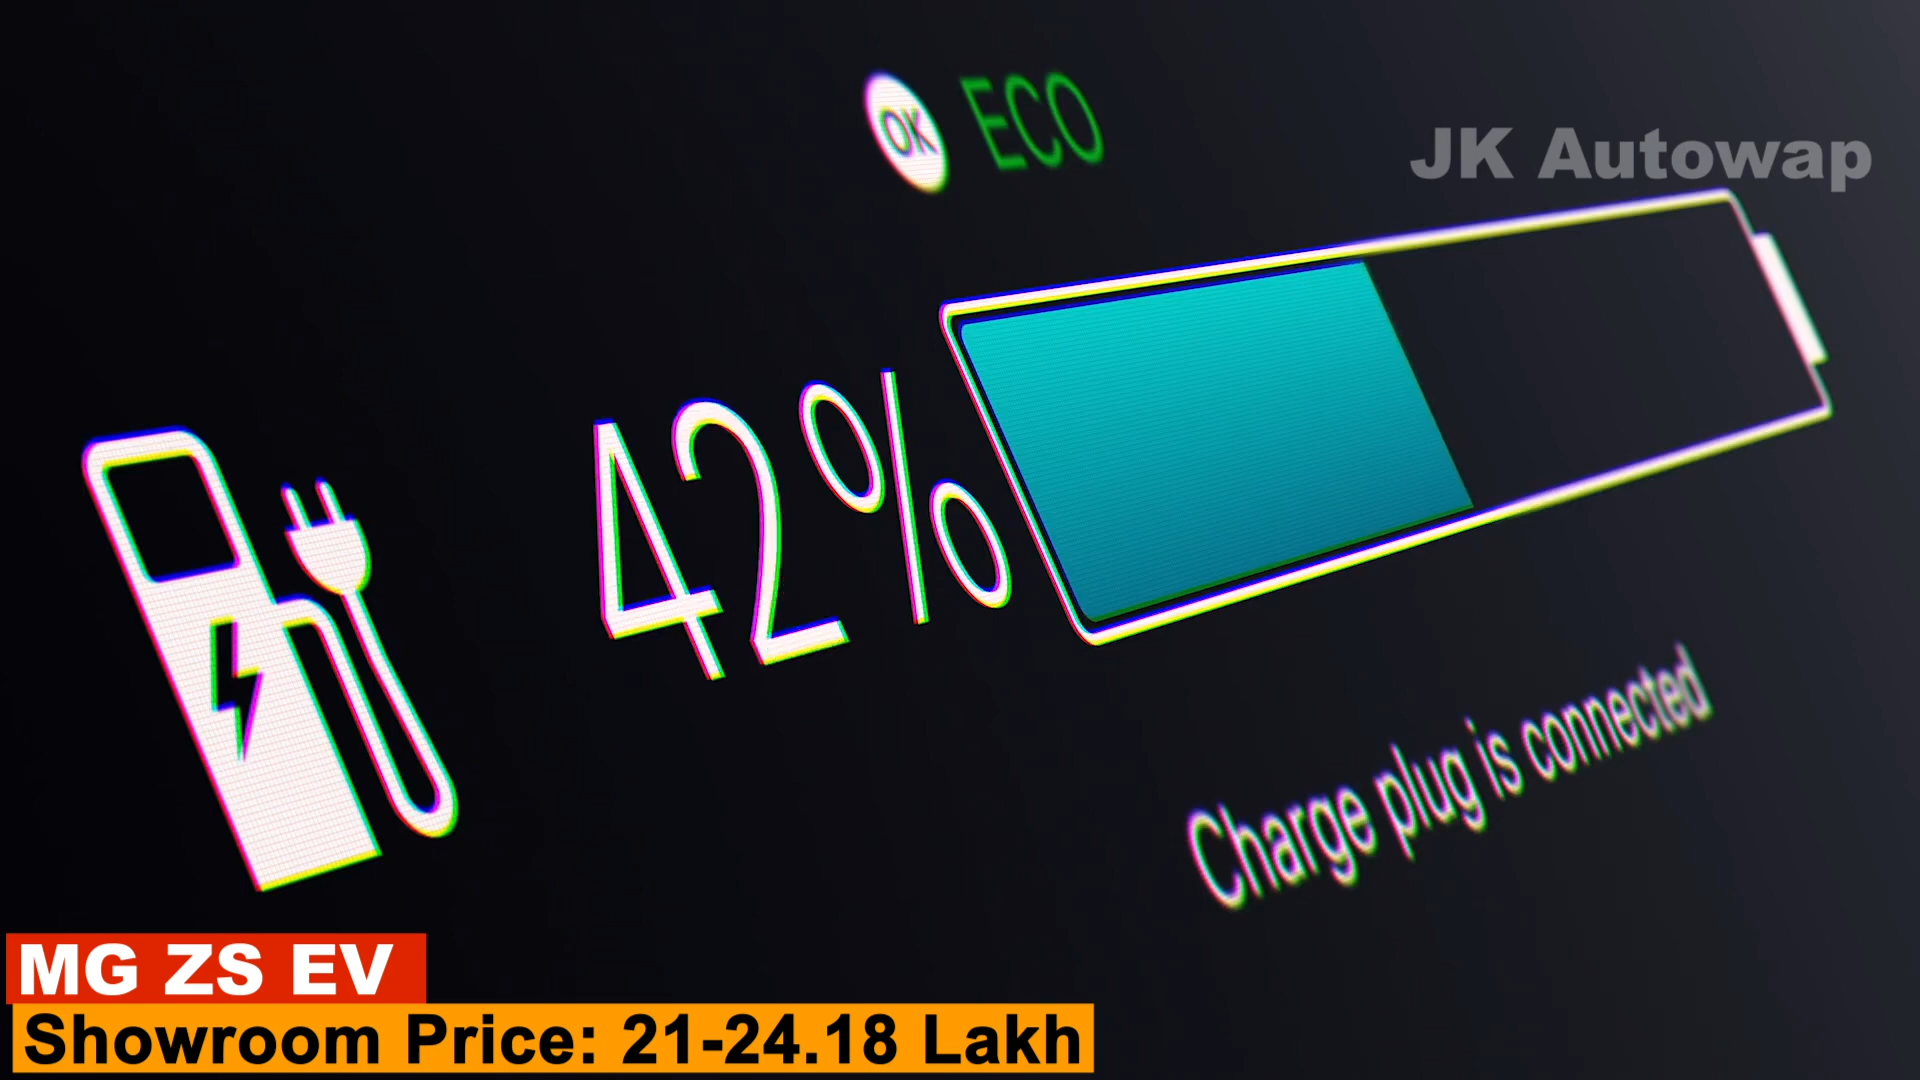 OK ECO
JK Autowap
42%
Charge plug is connected
MG ZS EV
Showroom Price: 21-24.18 Lakh